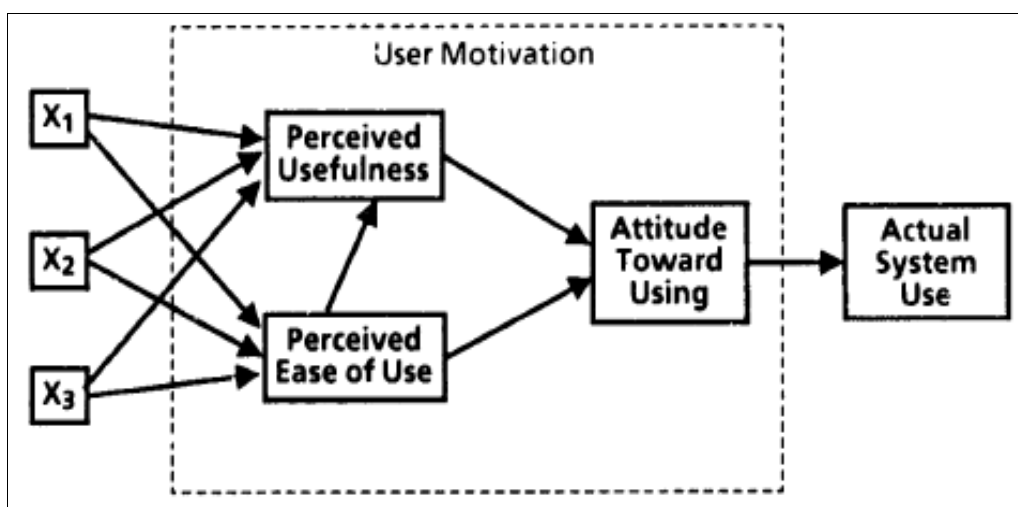 User Motivation
X1
Perceived
Usefulness
X2
Attitude
Toward
Using
Actual
System
Use
Perceived
Ease of Use
X3